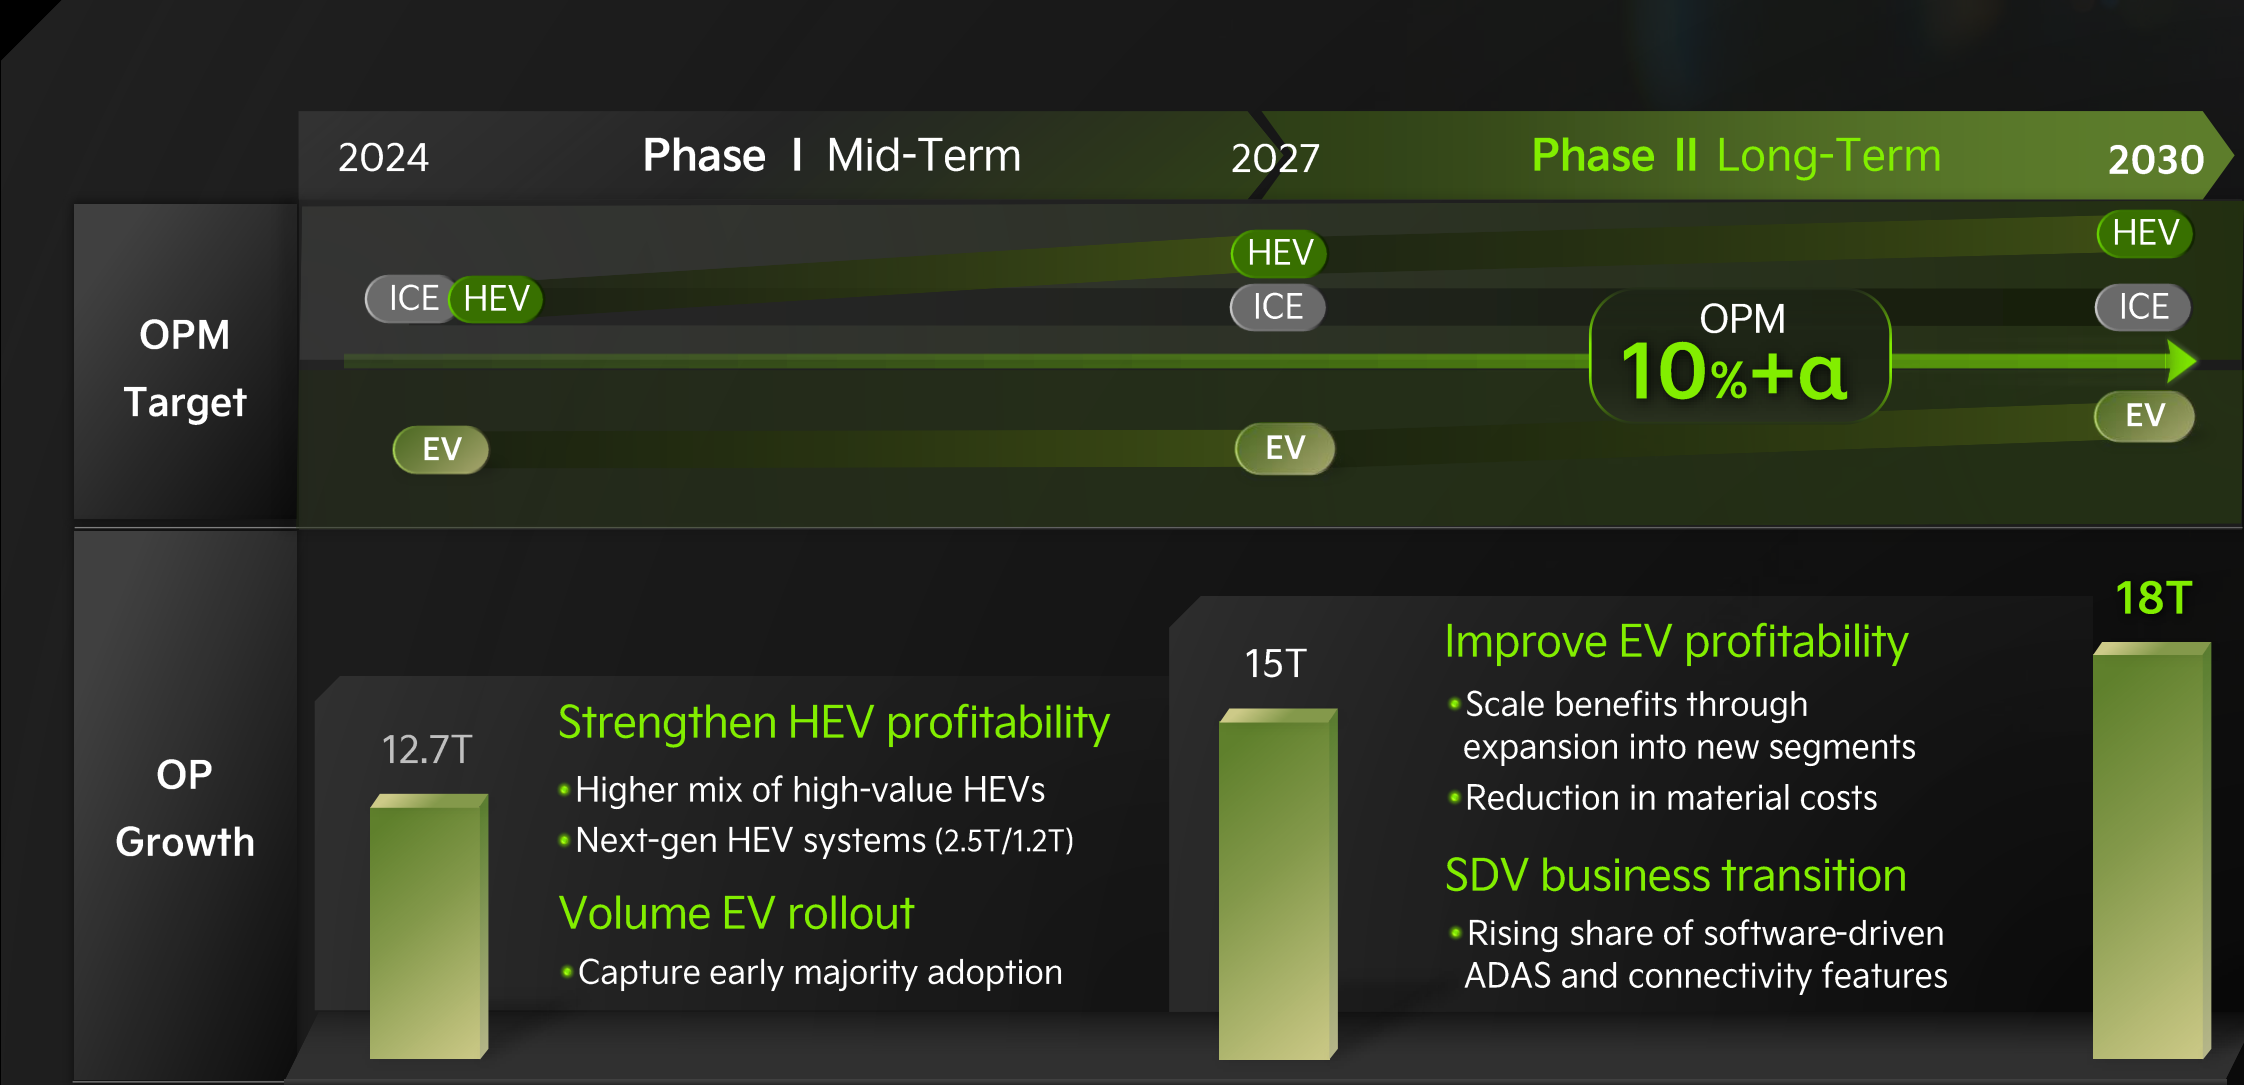 2024 Phase I Mid-Term 2027 Phase II Long-Term 2030
OPM
Target
HEV
HEV
ICE HEV
ICE
ICE
OPM
10%+α
EV
EV
EV
OP
Growth
12.7T
Strengthen HEV profitability
•Higher mix of high-value HEVs
•Next-gen HEV systems (2.5T/1.2T)
Volume EV rollout
•Capture early majority adoption
15T
Improve EV profitability
•Scale benefits through
expansion into new segments
•Reduction in material costs
SDV business transition
•Rising share of software-driven
ADAS and connectivity features
18T